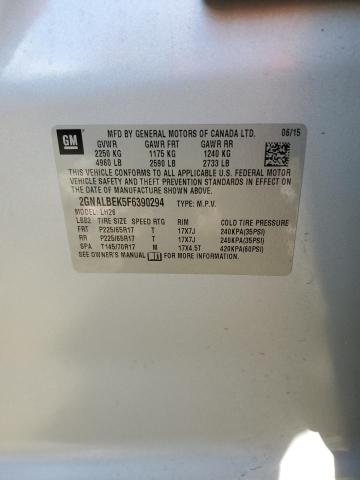 GM
MFD BY GENERAL MOTORS OF CANADA LTD. 06/15
GVWR GAWR FRT GAWR RR
2250 KG 1175 KG 1240 KG
4960 LB 2590 LB 2733 LB
THIS VEHICLE CONFORMS TO ALL APPLICABLE U.S. FEDERAL MOTOR
VEHICLE SAFETY AND THEFT PREVENTION STANDARDS IN EFFECT ON
THE DATE OF MANUFACTURE SHOWN ABOVE.
2GNALBEK5F6390294 TYPE: M.P.V.
MODEL: LH26
LBB2 TIRE SIZE SPEED RTG RIM COLD TIRE PRESSURE
FRT P225/65R17 T 17X7J 240KPA(35PSI)
RR P225/65R17 T 17X7J 240KPA(35PSI)
SPA T145/70R17 M 17X4.5T 420KPA(60PSI)
SEE OWNER'S MANUAL FOR MORE INFORMATION.